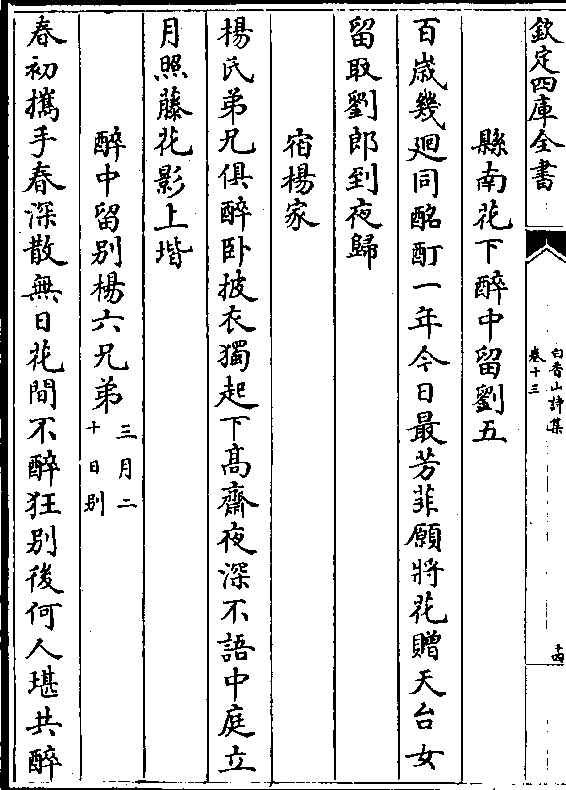 欽定四庫全書
白香山詩集
卷十三
十四
縣南花下醉中留劉五
百歲幾迴同酩酊一年今日最芳菲願將花贈天台女
留取劉郎到夜歸
宿楊家
楊氏弟兄俱醉卧披衣獨起下髙齋夜深不語中庭立
月照藤花影上堦
醉中留別楊六兄弟三月二
十日别
春初攜手春深散無日花間不醉狂别後何人堪共醉